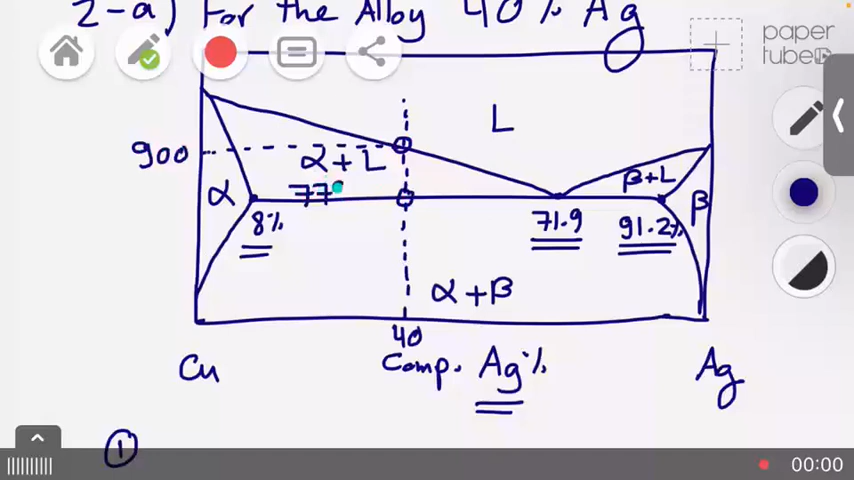 2-a) For the Alloy 40% Ag
paper
tube
L
900
α+L
β+L
α
77
β
8%
71.9
91.2%
α+β
40
Cu
Comp. Ag%
Ag
①
00:00